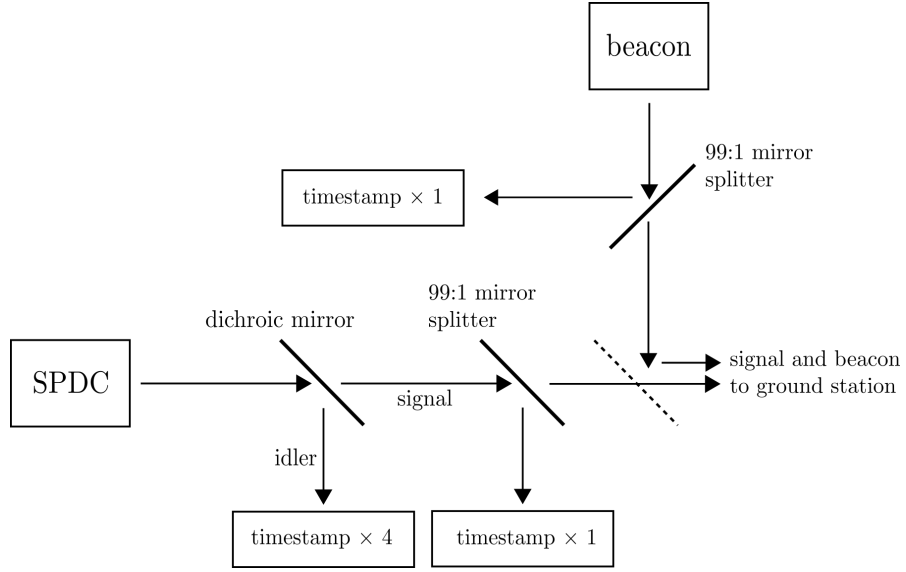 beacon
99:1 mirror
splitter
timestamp × 1
99:1 mirror
splitter
dichroic mirror
SPDC
signal
signal and beacon
to ground station
idler
timestamp × 4
timestamp × 1